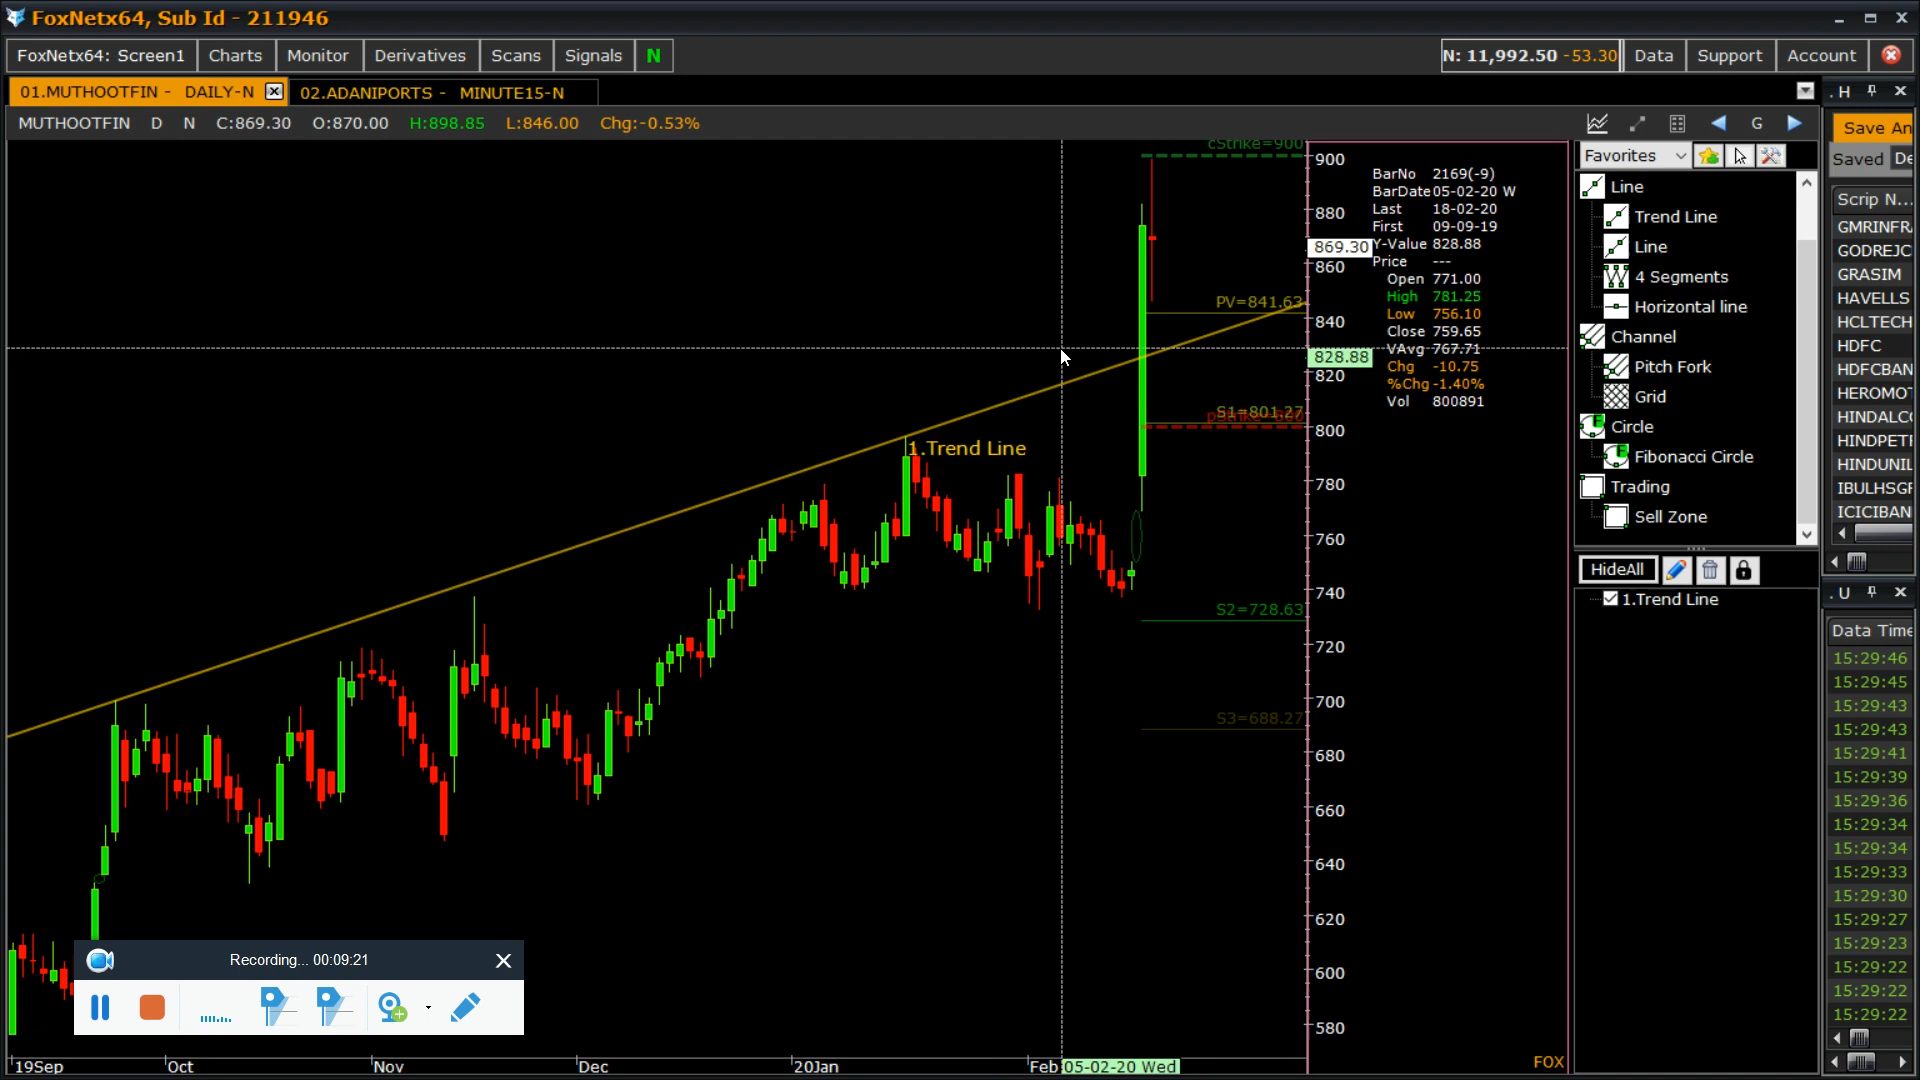 FoxNetx64, Sub Id - 211946
FoxNetx64: Screen1 Charts Monitor Derivatives Scans Signals N N: 11,992.50 -53.30 Data Support Account
01.MUTHOOTFIN - DAILY-N 02.ADANIPORTS - MINUTE15-N . H
MUTHOOTFIN D N C:869.30 O:870.00 H:898.85 L:846.00 Chg:-0.53% G
cStrike=900
PV=841.63
S1=801.27
S2=728.63
S3=688.27
1.Trend Line
900
880
869.30
860
840
828.88
820
800
780
760
740
720
700
680
660
640
620
600
580
BarNo 2169(-9)
BarDate 05-02-20 W
Last 18-02-20
First 09-09-19
Y-Value 828.88
Price ---
Open 771.00
High 781.25
Low 756.10
Close 759.65
VAvg 767.71
Chg -10.75
%Chg -1.40%
Vol 800891
FOX
19Sep Oct Nov Dec 20Jan Feb 05-02-20 Wed
Recording... 00:09:21
Favorites
Line
Trend Line
Line
4 Segments
Horizontal line
Channel
Pitch Fork
Grid
Circle
Fibonacci Circle
Trading
Sell Zone
HideAll
1.Trend Line
Save An
Saved De
Scrip N...
GMRINFR
GODREJC
GRASIM
HAVELLS
HCLTECH
HDFC
HDFCBAN
HEROMOT
HINDALC
HINDPET
HINDUNIL
IBULHSGF
ICICIBAN
. U
Data Time
15:29:46
15:29:45
15:29:43
15:29:43
15:29:41
15:29:39
15:29:36
15:29:34
15:29:34
15:29:33
15:29:30
15:29:27
15:29:23
15:29:22
15:29:22
15:29:22